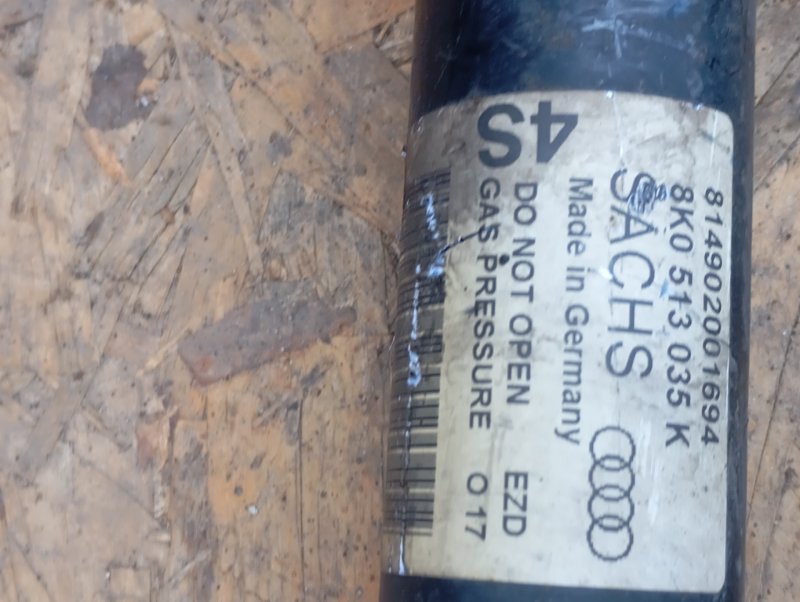 814902001694
8K0 513 035 K
SACHS
Made in Germany
DO NOT OPEN EZD
GAS PRESSURE O 17
4S